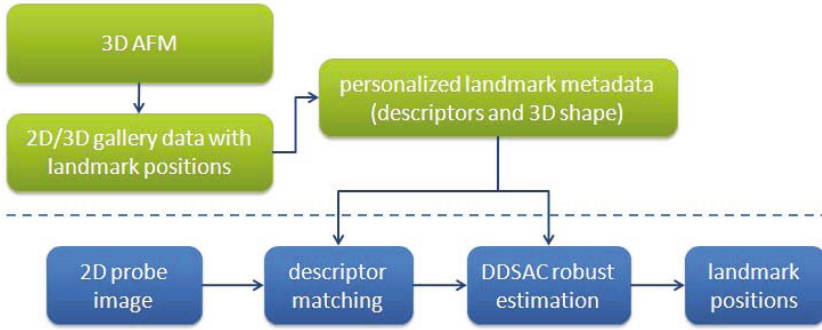 3D AFM
2D/3D gallery data with
landmark positions
personalized landmark metadata
(descriptors and 3D shape)
2D probe
image
descriptor
matching
DDSAC robust
estimation
landmark
positions